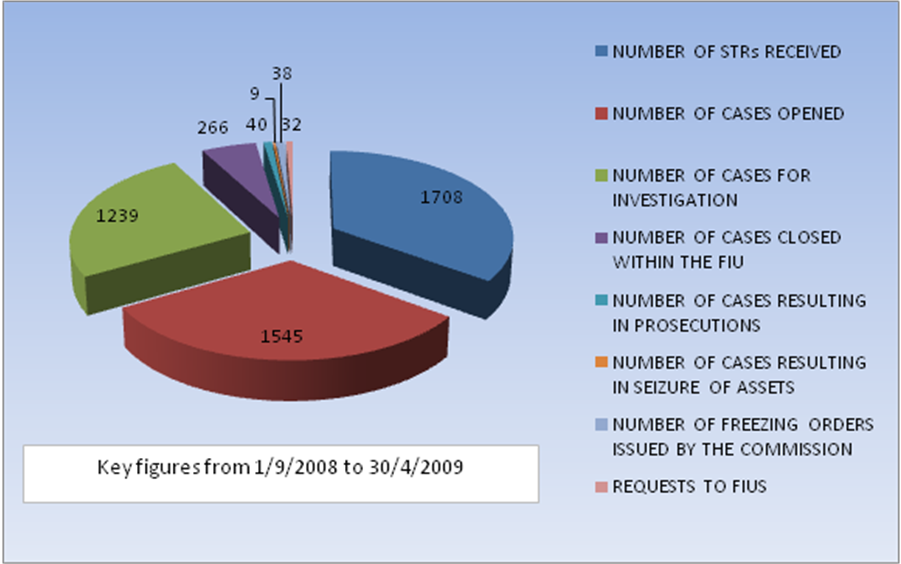 38
9
266
40
32
1708
1239
1545
NUMBER OF STRs RECEIVED
NUMBER OF CASES OPENED
NUMBER OF CASES FOR
INVESTIGATION
NUMBER OF CASES CLOSED
WITHIN THE FIU
NUMBER OF CASES RESULTING
IN PROSECUTIONS
NUMBER OF CASES RESULTING
IN SEIZURE OF ASSETS
NUMBER OF FREEZING ORDERS
ISSUED BY THE COMMISSION
REQUESTS TO FIUS
Key figures from 1/9/2008 to 30/4/2009